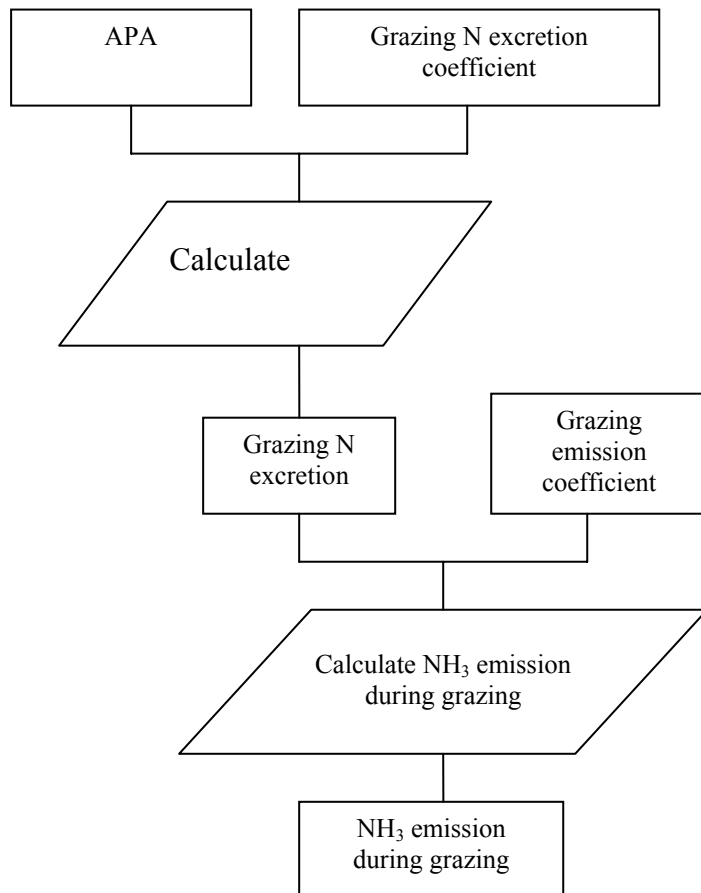 APA
Grazing N excretion
coefficient
Calculate
Grazing N
excretion
Grazing
emission
coefficient
Calculate NH₃ emission
during grazing
NH₃ emission
during grazing